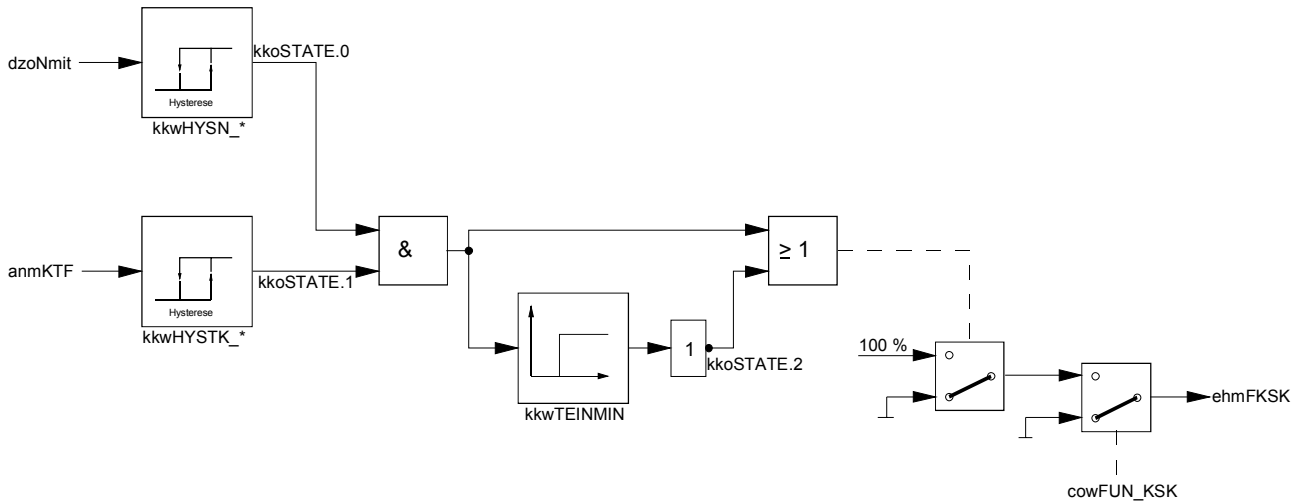 dzoNmit
Hysterese
kkwHYSN_*
kkoSTATE.0
anmKTF
Hysterese
kkwHYSTK_*
kkoSTATE.1
&
≥ 1
kkwTEINMIN
1
kkoSTATE.2
100 %
ehmFKSK
cowFUN_KSK